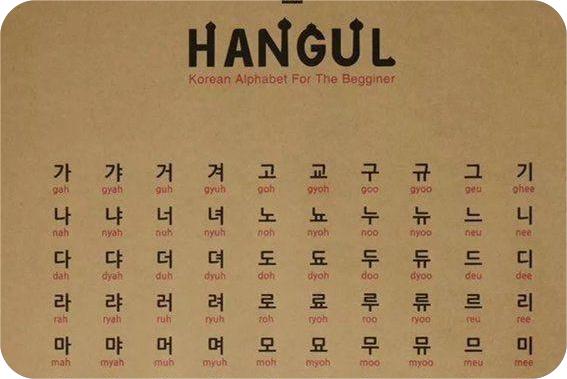 HANGUL
Korean Alphabet For The Begginer
가 갸 거 겨 고 교 구 규 그 기
gah gyah guh gyuh goh gyoh goo gyoo geu ghee
나 냐 너 녀 노 뇨 누 뉴 느 니
nah nyah nuh nyuh noh nyoh noo nyoo neu nee
다 댜 더 뎌 도 됴 두 듀 드 디
dah dyah duh dyuh doh dyoh doo dyoo deu dee
라 랴 러 려 로 료 루 류 르 리
rah ryah ruh ryuh roh ryoh roo ryoo reu ree
마 먀 머 며 모 묘 무 뮤 므 미
mah myah muh myuh moh myoh moo myoo meu mee